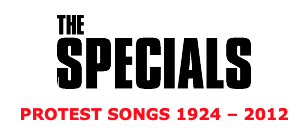 THE
SPECIALS
PROTEST SONGS 1924 – 2012